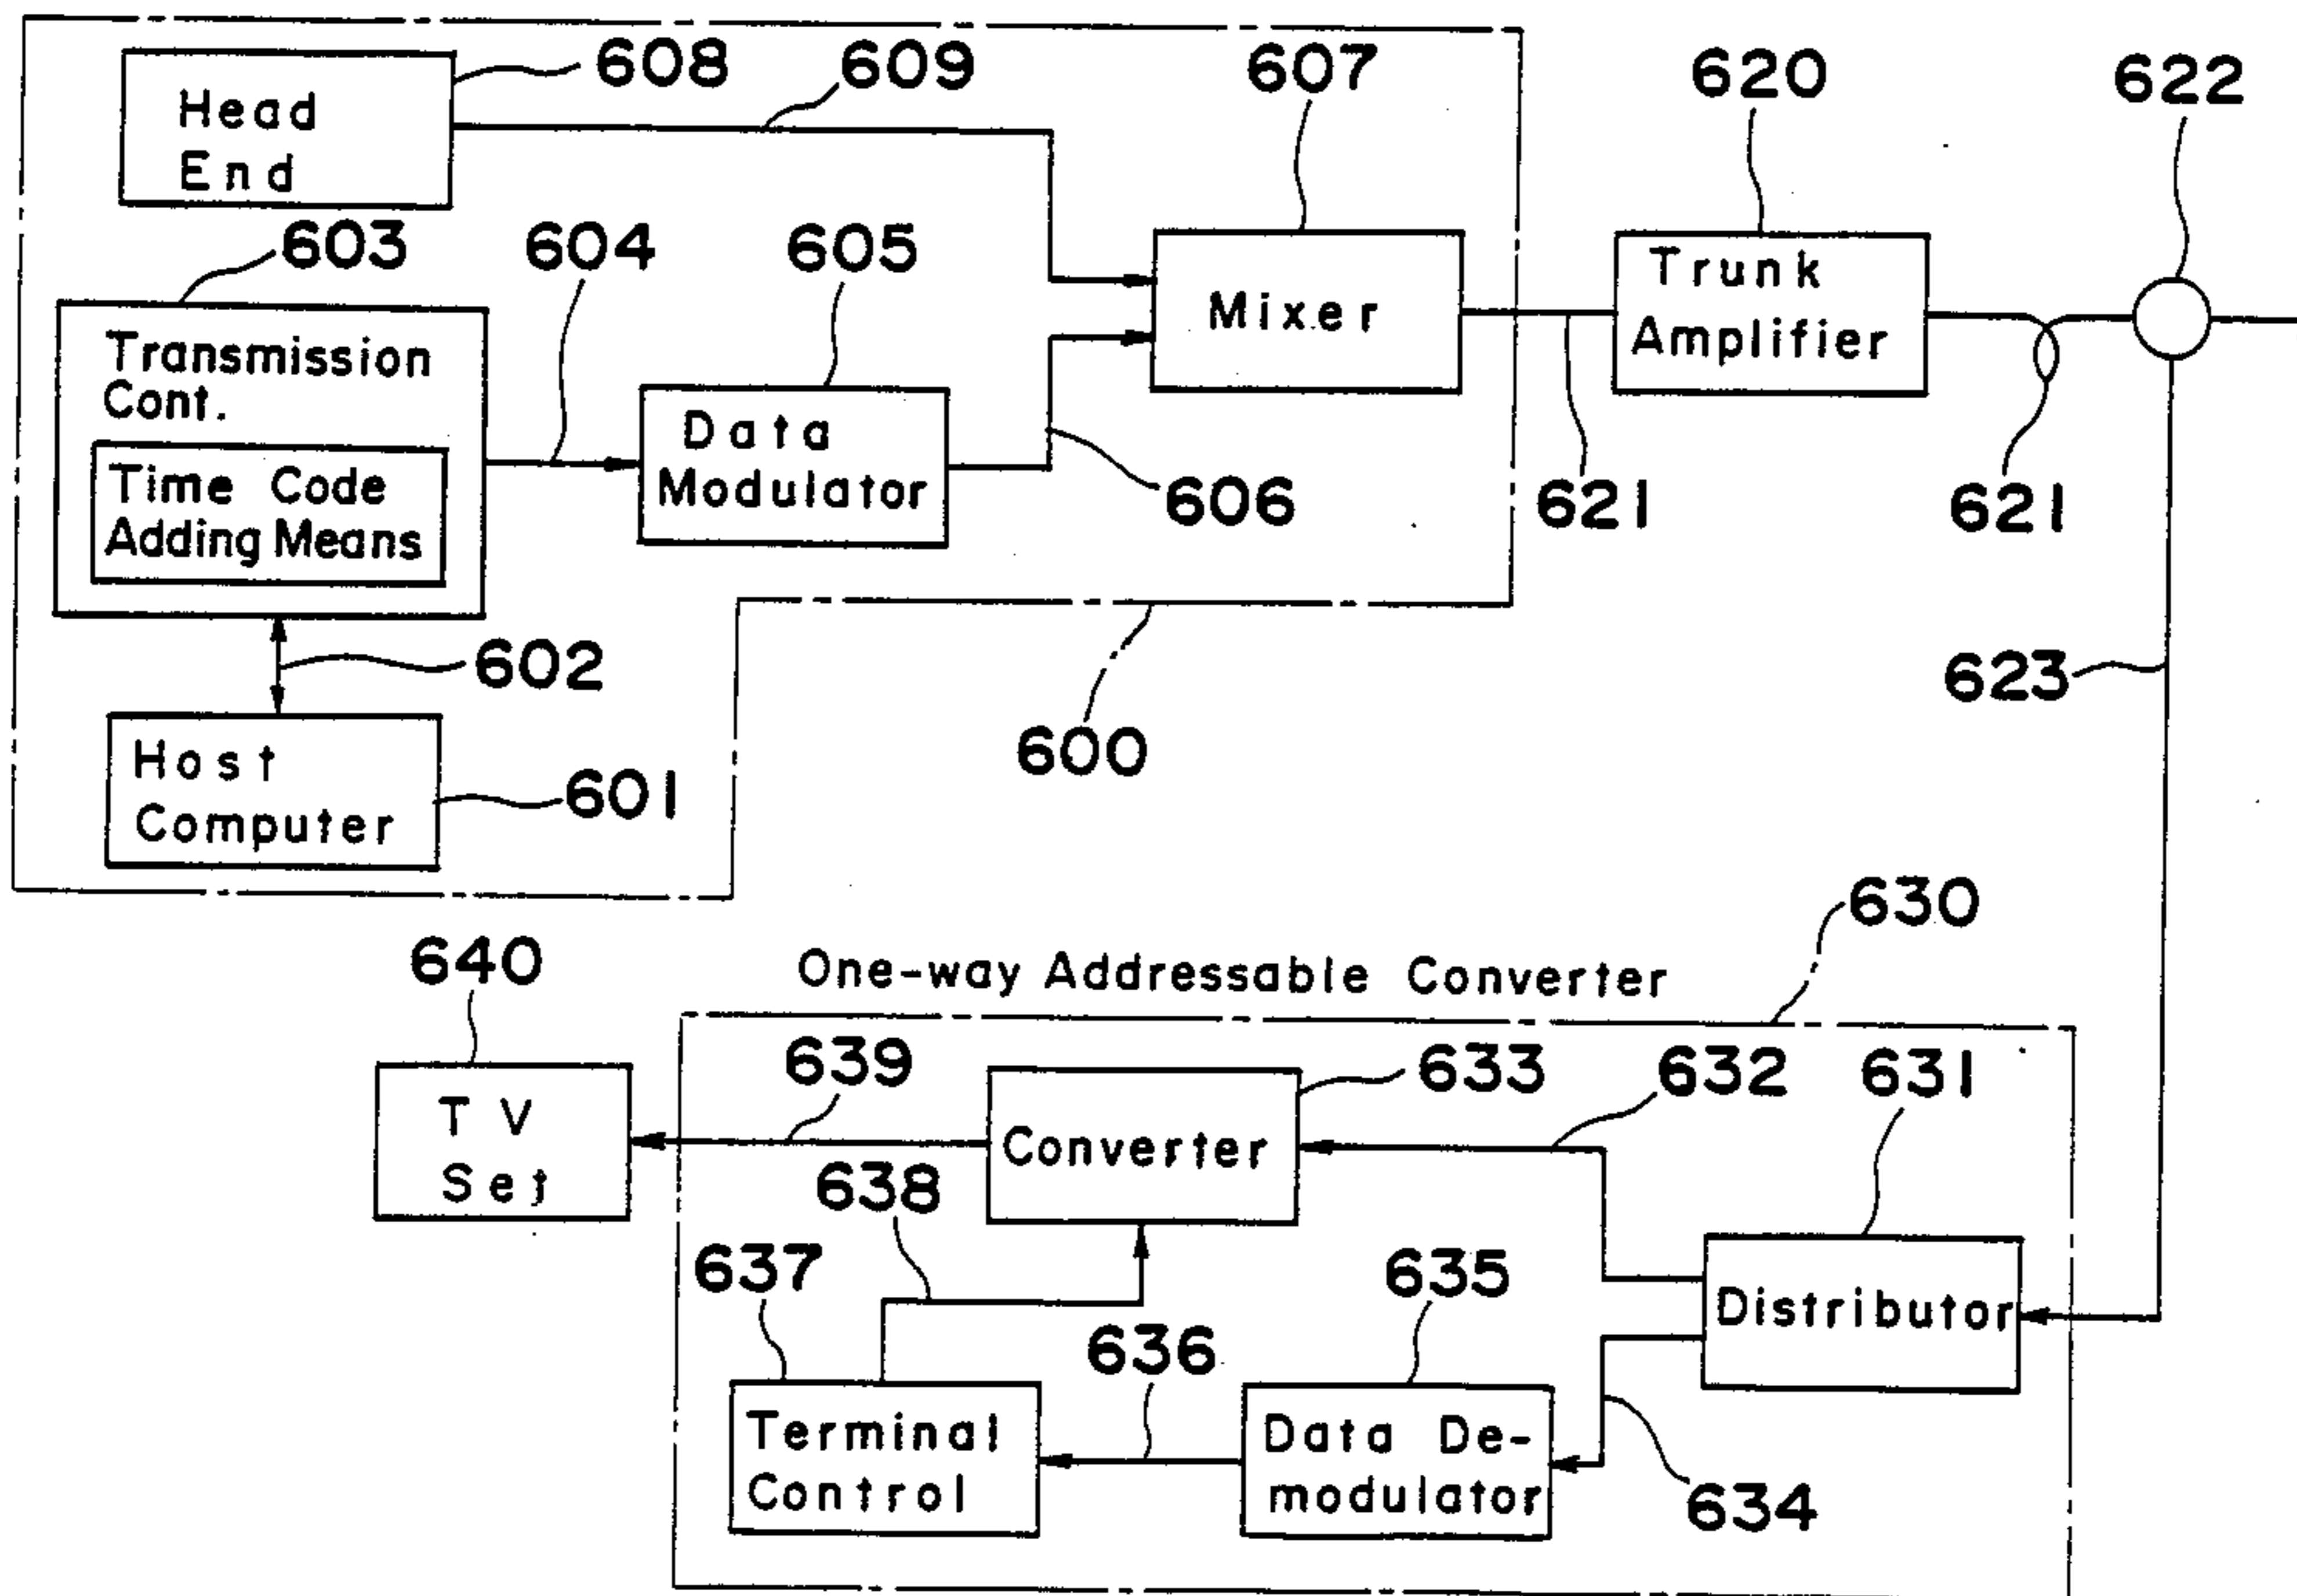 608
609
607
620
622
Head
End
603
604
605
Trunk
Amplifier
Mixer
Transmission
Cont.
Time Code
Adding Means
Data
Modulator
606
621
621
602
623
600
Host
Computer
601
630
640
One-way Addressable Converter
639
633
632
631
TV
Set
Converter
638
637
635
Distributor
636
Terminal
Control
Data De-
modulator
634